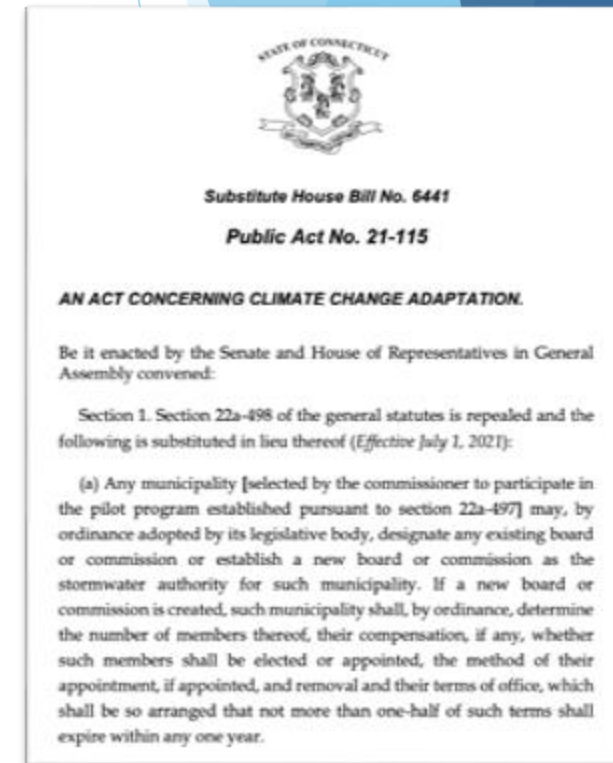 STATE OF CONNECTICUT
Substitute House Bill No. 6441
Public Act No. 21-115
AN ACT CONCERNING CLIMATE CHANGE ADAPTATION.
Be it enacted by the Senate and House of Representatives in General
Assembly convened:
Section 1. Section 22a-498 of the general statutes is repealed and the
following is substituted in lieu thereof (Effective July 1, 2021):
(a) Any municipality [selected by the commissioner to participate in
the pilot program established pursuant to section 22a-497] may, by
ordinance adopted by its legislative body, designate any existing board
or commission or establish a new board or commission as the
stormwater authority for such municipality. If a new board or
commission is created, such municipality shall, by ordinance, determine
the number of members thereof, their compensation, if any, whether
such members shall be elected or appointed, the method of their
appointment, if appointed, and removal and their terms of office, which
shall be so arranged that not more than one-half of such terms shall
expire within any one year.